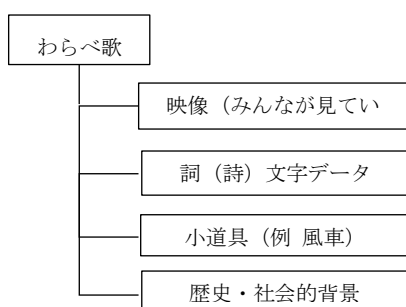 わらべ歌
映像（みんなが見てい
詞（詩）文字データ
小道具（例 風車）
歴史・社会的背景